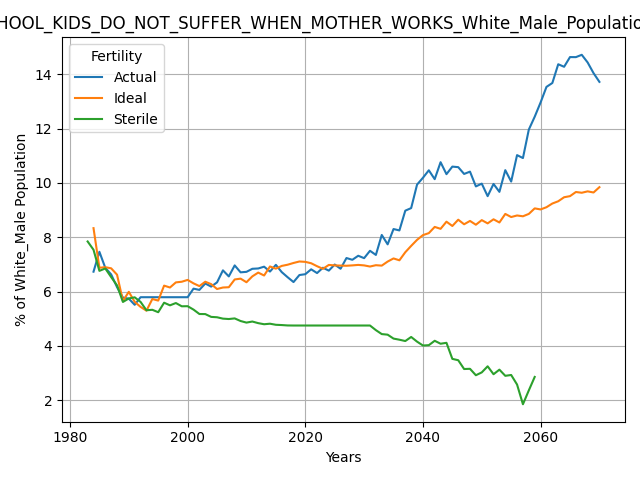 HOOL_KIDS_DO_NOT_SUFFER_WHEN_MOTHER_WORKS_White_Male_Populatio
Fertility
Actual
Ideal
Sterile
14
12
10
8
6
4
2
% of White_Male Population
1980
2000
2020
2040
2060
Years